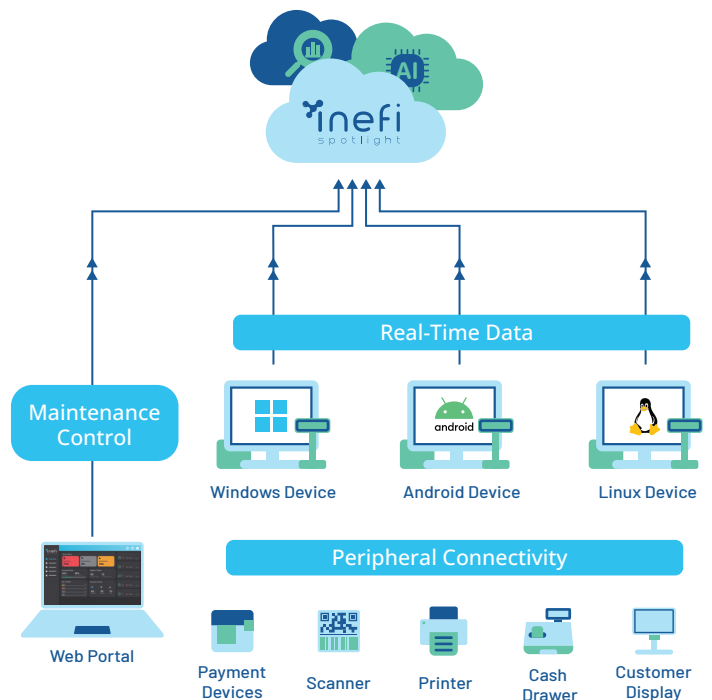 AI
inefi
spotlight
Real-Time Data
Maintenance
Control
android
Windows Device
Android Device
Linux Device
Peripheral Connectivity
inefi
Web Portal
Payment
Devices
Scanner
Printer
Cash
Drawer
Customer
Display